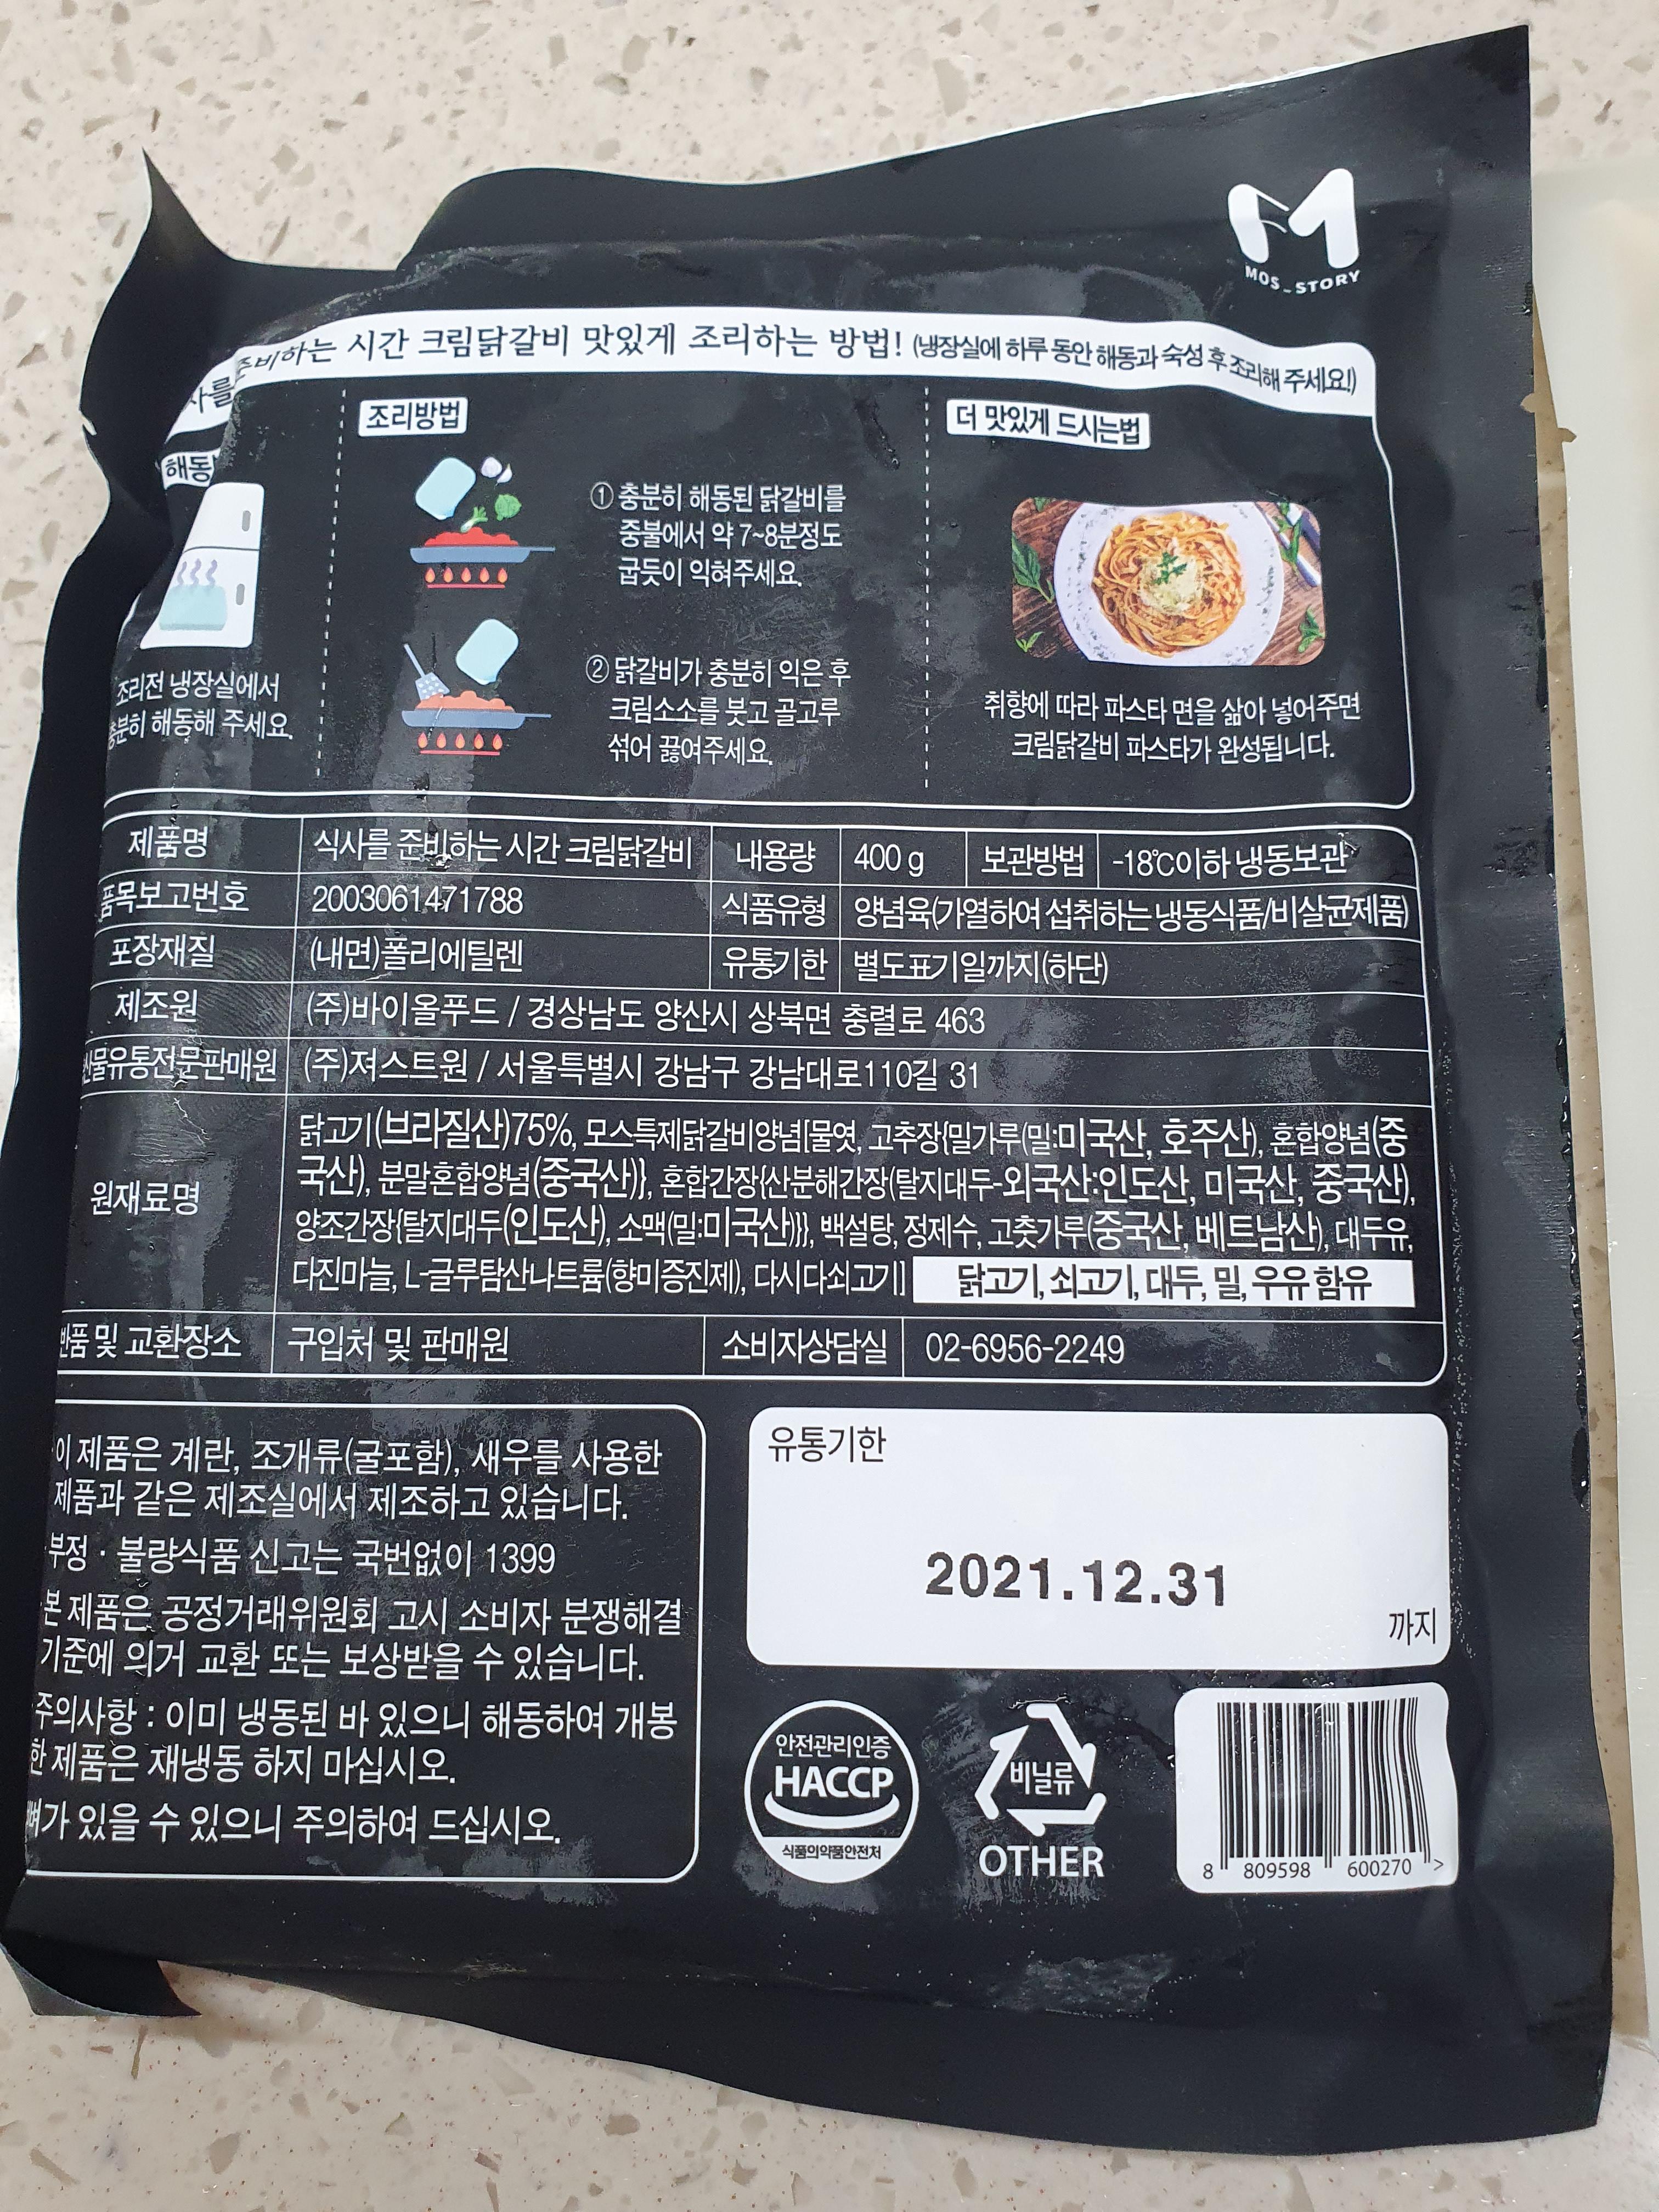 MOS_STORY
준비하는 시간 크림닭갈비 맛있게 조리하는 방법! (냉장실에 하루 동안 해동과 숙성 후 조리해 주세요!)
조리전 냉장실에서
충분히 해동해 주세요.
조리방법
① 충분히 해동된 닭갈비를
중불에서 약 7~8분정도
굽듯이 익혀주세요.
② 닭갈비가 충분히 익은 후
크림소소를 붓고 골고루
섞어 끓여주세요.
더 맛있게 드시는법
취향에 따라 파스타 면을 삶아 넣어주면
크림닭갈비 파스타가 완성됩니다.
제품명 식사를 준비하는 시간 크림닭갈비 내용량 400 g 보관방법 -18℃이하 냉동보관
품목보고번호 2003061471788 식품유형 양념육(가열하여 섭취하는 냉동식품/비살균제품)
포장재질 (내면)폴리에틸렌 유통기한 별도표기일까지(하단)
제조원 (주)바이올푸드 / 경상남도 양산시 상북면 충렬로 463
산물유통전문판매원 (주)져스트원 / 서울특별시 강남구 강남대로110길 31
원재료명
닭고기(브라질산)75%, 모스특제닭갈비양념[물엿, 고추장{밀가루(밀:미국산, 호주산), 혼합양념(중
국산), 분말혼합양념(중국산)}, 혼합간장{산분해간장(탈지대두-외국산:인도산, 미국산, 중국산),
양조간장{탈지대두(인도산), 소맥(밀:미국산)}}, 백설탕, 정제수, 고춧가루(중국산, 베트남산), 대두유,
다진마늘, L-글루탐산나트륨(향미증진제), 다시다쇠고기] 닭고기, 쇠고기, 대두, 밀, 우유 함유
반품 및 교환장소 구입처 및 판매원 소비자상담실 02-6956-2249
이 제품은 계란, 조개류(굴포함), 새우를 사용한
제품과 같은 제조실에서 제조하고 있습니다.
부정 · 불량식품 신고는 국번없이 1399
본 제품은 공정거래위원회 고시 소비자 분쟁해결
기준에 의거 교환 또는 보상받을 수 있습니다.
주의사항 : 이미 냉동된 바 있으니 해동하여 개봉
한 제품은 재냉동 하지 마십시오.
가 있을 수 있으니 주의하여 드십시오.
유통기한
2021.12.31
까지
안전관리인증
HACCP
식품의약품안전처
비닐류
OTHER
8 809598 600270 >